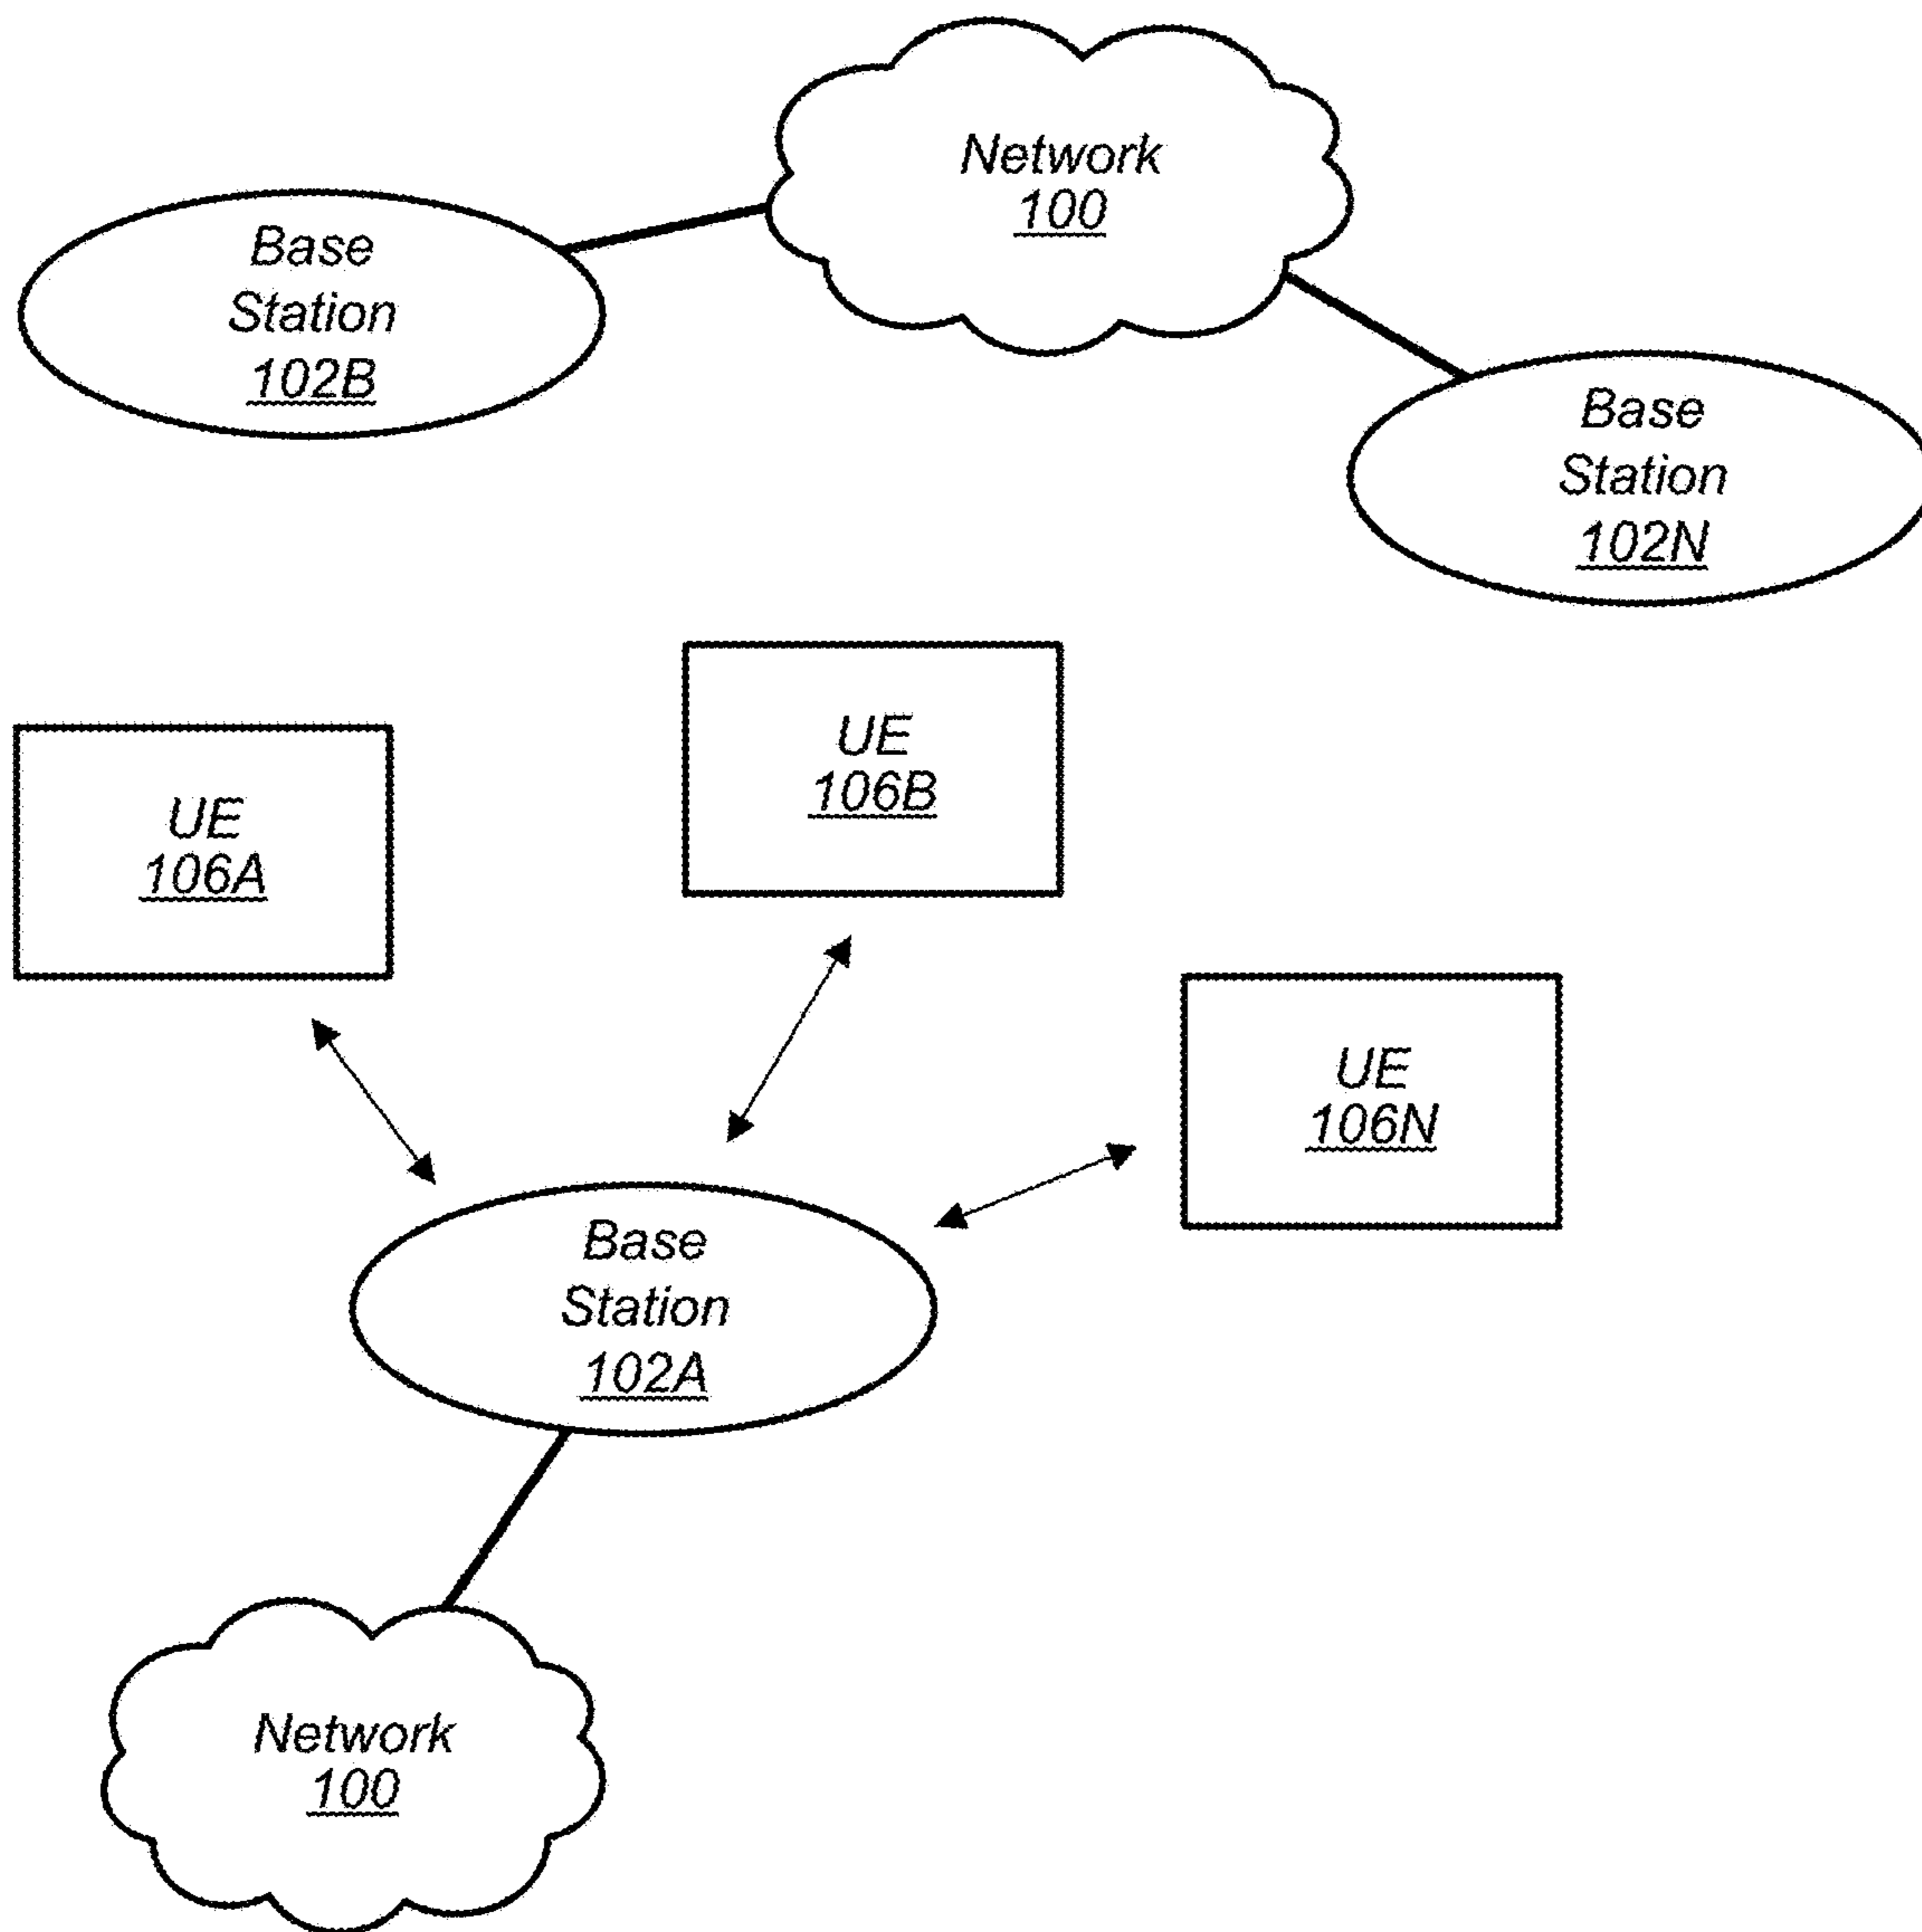 Network
100
Base
Station
102B
Base
Station
102N
UE
106B
UE
106A
UE
106N
Base
Station
102A
Network
100